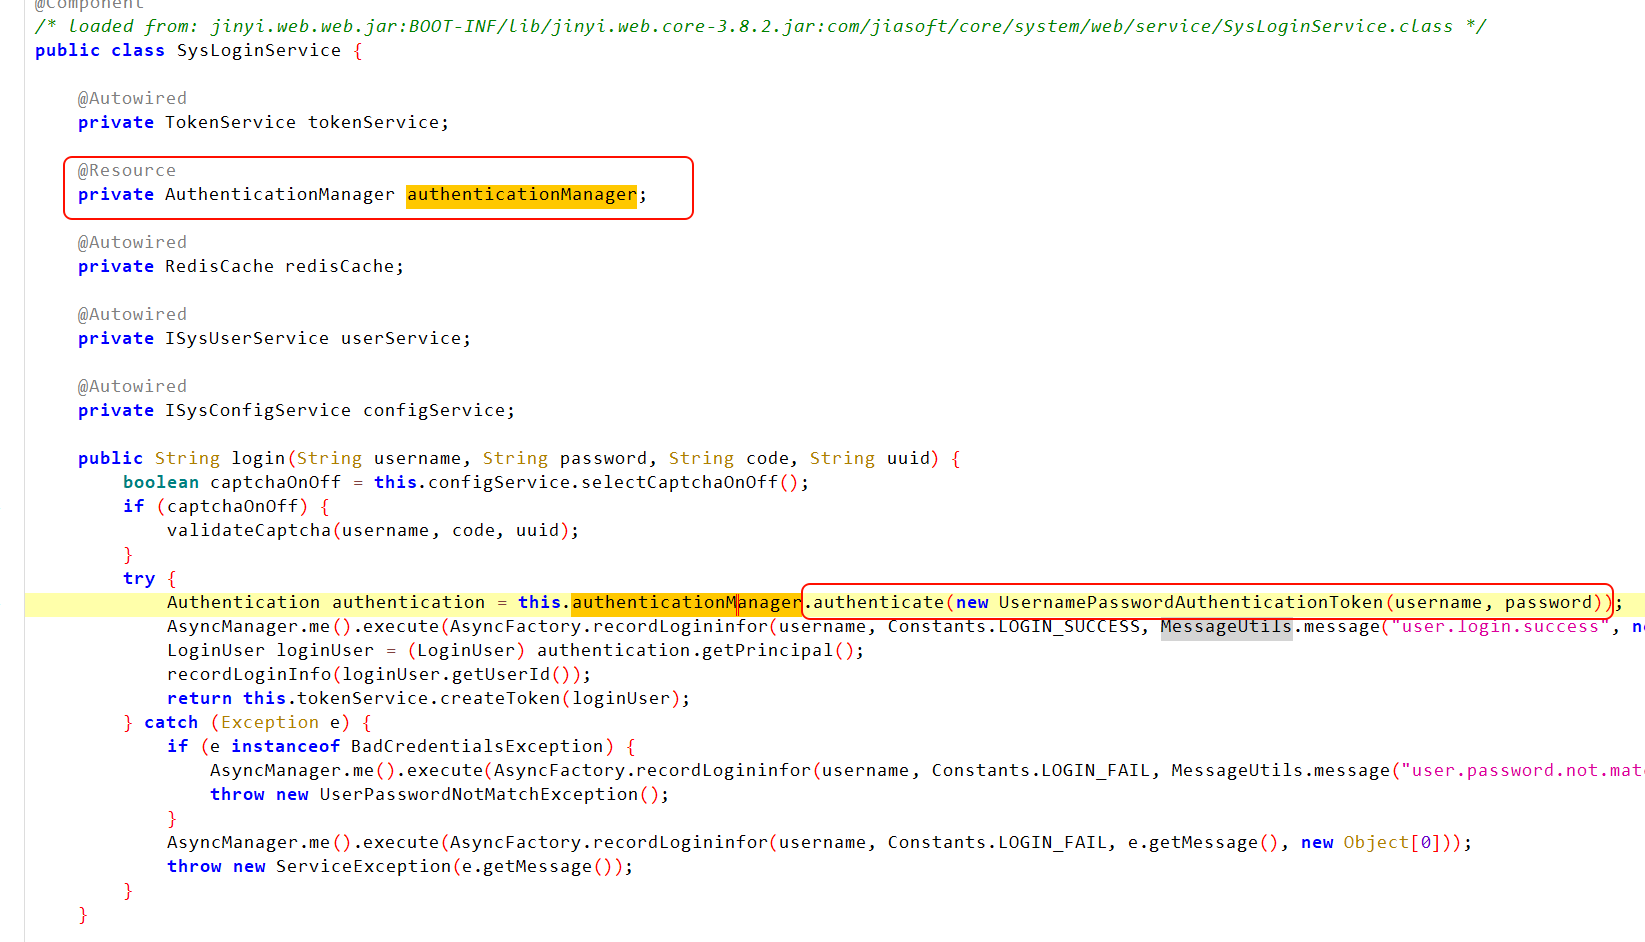 @Component
/* Loaded from: jinyi.web.web.jar:BOOT-INF/lib/jinyi.web.core-3.8.2.jar:com/jiasoft/core/system/web/service/SysLoginService.class */
public class SysLoginService {
@Autowired
private TokenService tokenService;
@Resource
private AuthenticationManager authenticationManager;
@Autowired
private RedisCache redisCache;
@Autowired
private ISysUserService userService;
@Autowired
private ISysConfigService configService;
public String login(String username, String password, String code, String uuid) {
boolean captchaOnOff = this.configService.selectCaptchaOnOff();
if (captchaOnOff) {
validateCaptcha(username, code, uuid);
}
try {
Authentication authentication = this.authenticationManager.authenticate(new UsernamePasswordAuthenticationToken(username, password));
AsyncManager.me().execute(AsyncFactory.recordLogininfor(username, Constants.LOGIN_SUCCESS, MessageUtils.message("user.login.success", n
LoginUser loginUser = (LoginUser) authentication.getPrincipal();
recordLoginInfo(loginUser.getUserId());
return this.tokenService.createToken(loginUser);
} catch (Exception e) {
if (e instanceof BadCredentialsException) {
AsyncManager.me().execute(AsyncFactory.recordLogininfor(username, Constants.LOGIN_FAIL, MessageUtils.message("user.password.not.mat
throw new UserPasswordNotMatchException();
}
AsyncManager.me().execute(AsyncFactory.recordLogininfor(username, Constants.LOGIN_FAIL, e.getMessage(), new Object[0]));
throw new ServiceException(e.getMessage());
}
}